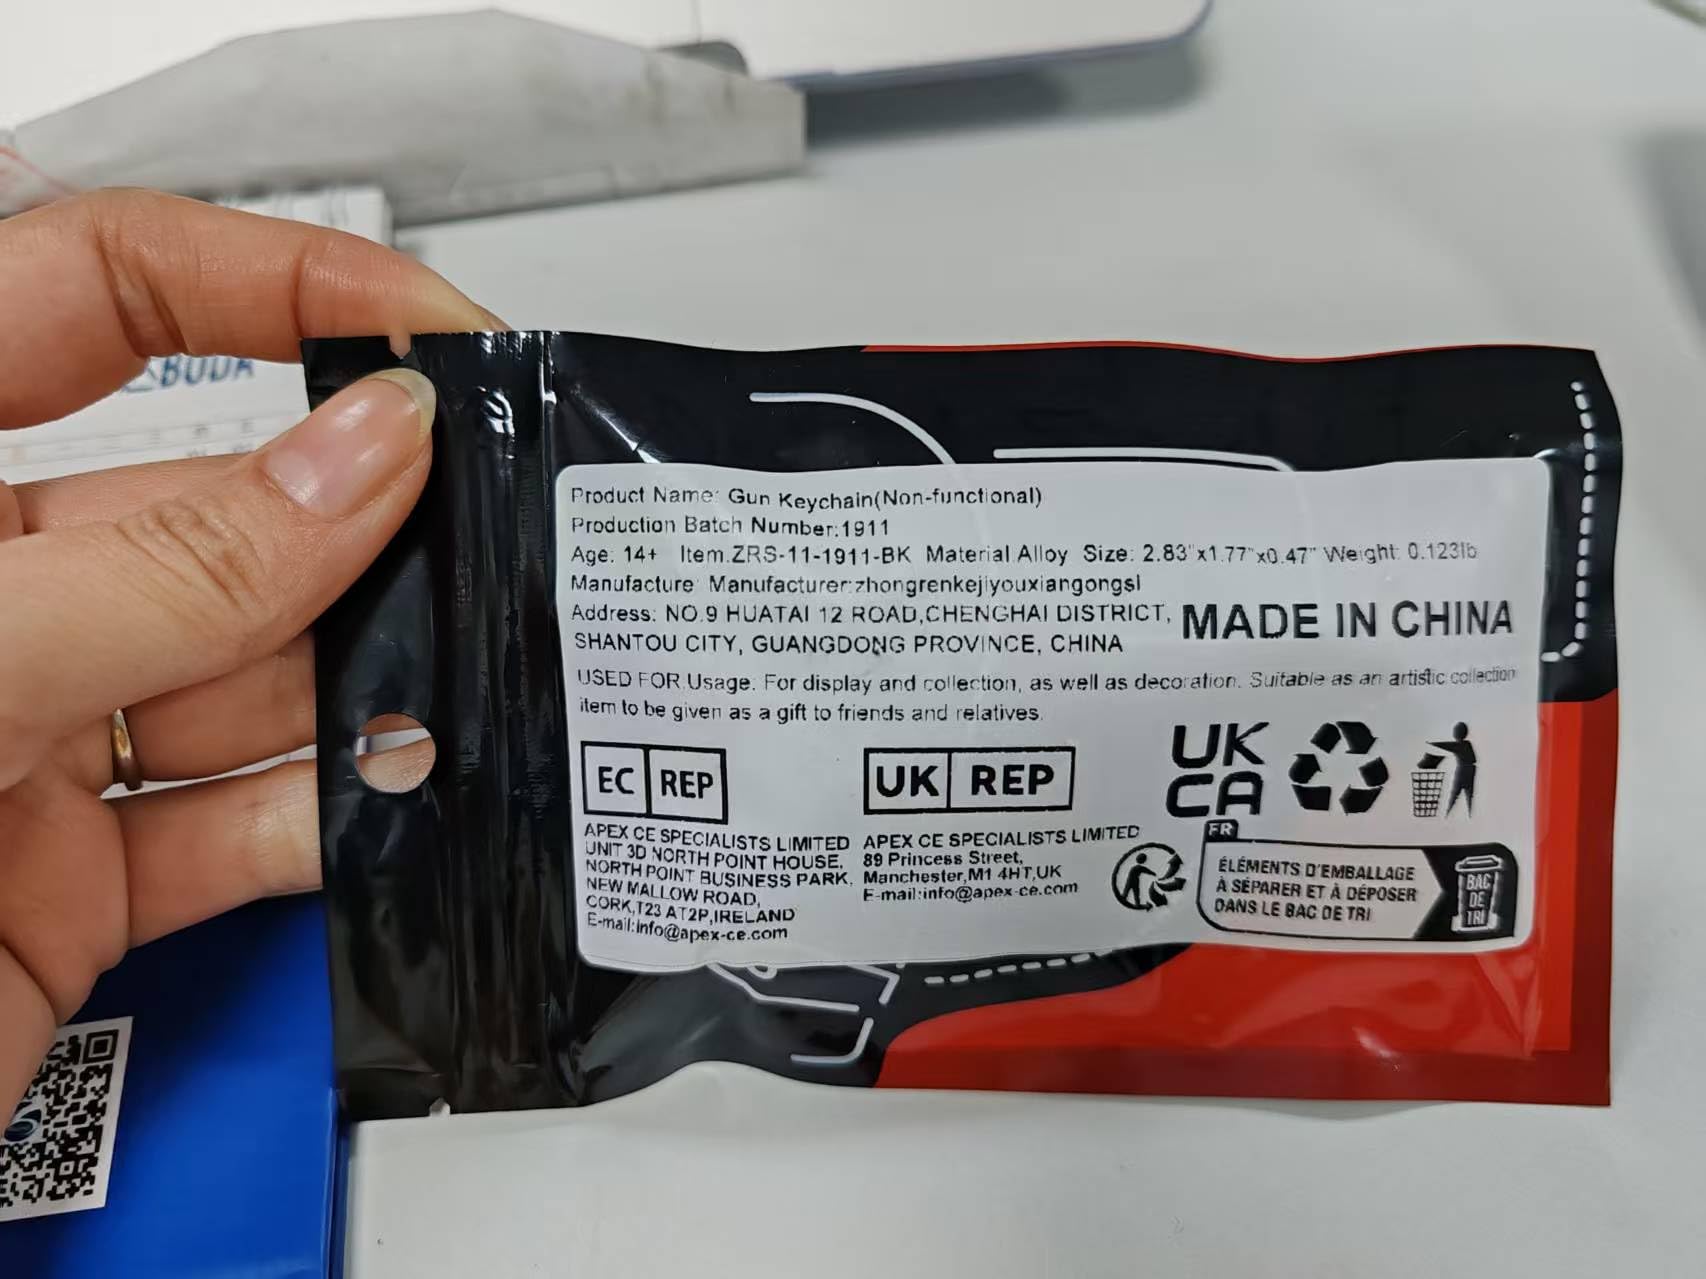 BUDA
Product Name: Gun Keychain(Non-functional)
Production Batch Number:1911
Age: 14+ Item.ZRS-11-1911-BK Material Alloy Size: 2.83"x1.77"x0.47" Weight: 0.123lb
Manufacture: Manufacturer:zhongrenkejiyouxiangongsi
Address: NO.9 HUATAI 12 ROAD,CHENGHAI DISTRICT,
SHANTOU CITY, GUANGDONG PROVINCE, CHINA
MADE IN CHINA
USED FOR.Usage: For display and collection, as well as decoration. Suitable as an artistic collection
item to be given as a gift to friends and relatives.
EC REP
APEX CE SPECIALISTS LIMITED
UNIT 3D NORTH POINT HOUSE,
NORTH POINT BUSINESS PARK,
NEW MALLOW ROAD,
CORK,T23 AT2P,IRELAND
E-mail:info@apex-ce.com
UK REP
APEX CE SPECIALISTS LIMITED
89 Princess Street,
Manchester,M1 4HT,UK
E-mail:info@apex-ce.com
UK
CA
FR
ÉLÉMENTS D'EMBALLAGE
À SÉPARER ET À DÉPOSER
DANS LE BAC DE TRI
BAC
DE
TRI